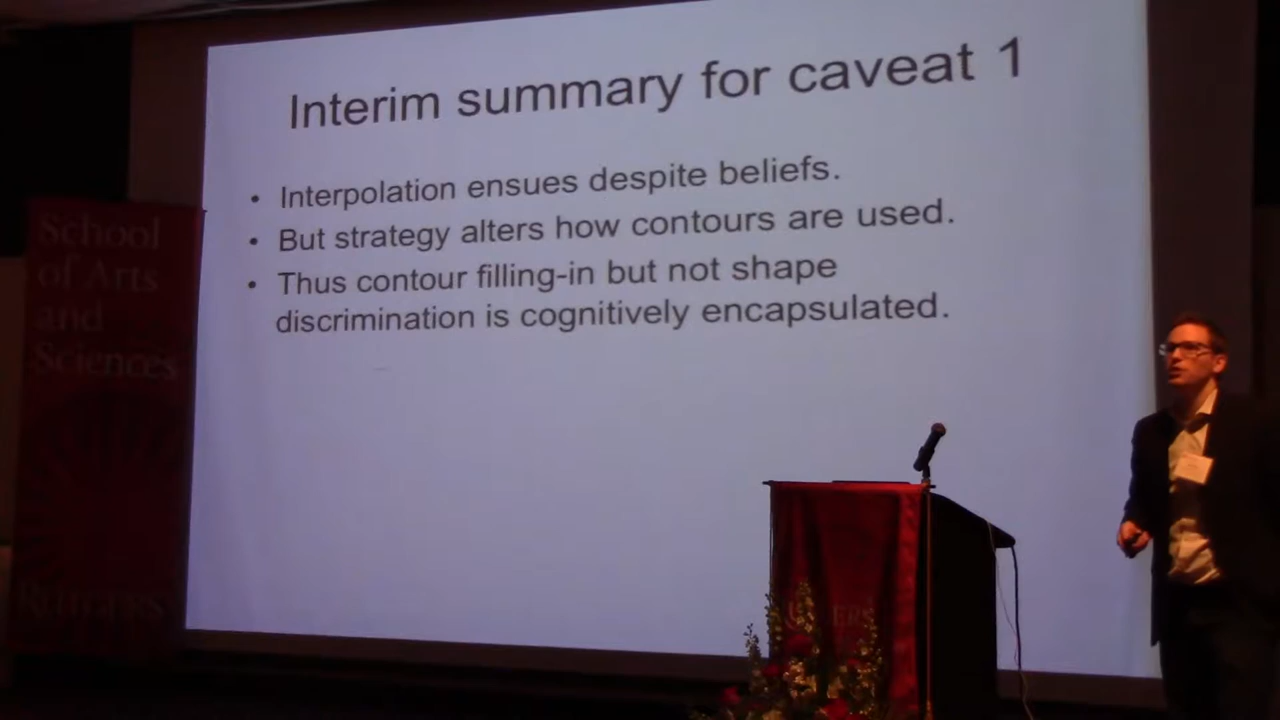 Interim summary for caveat 1
• Interpolation ensues despite beliefs.
• But strategy alters how contours are used.
• Thus contour filling-in but not shape
discrimination is cognitively encapsulated.
School
of Arts
and
Sciences
RUTGERS